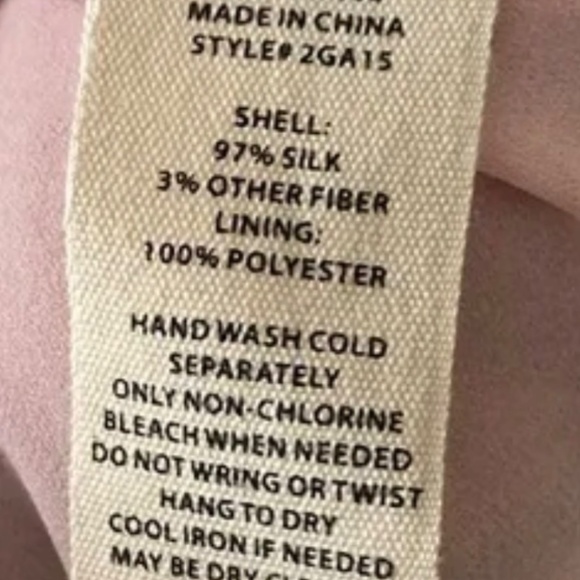 MADE IN CHINA
STYLE# 2GA15
SHELL:
97% SILK
3% OTHER FIBER
LINING:
100% POLYESTER
HAND WASH COLD
SEPARATELY
ONLY NON-CHLORINE
BLEACH WHEN NEEDED
DO NOT WRING OR TWIST
HANG TO DRY
COOL IRON IF NEEDED
MAY BE DRY